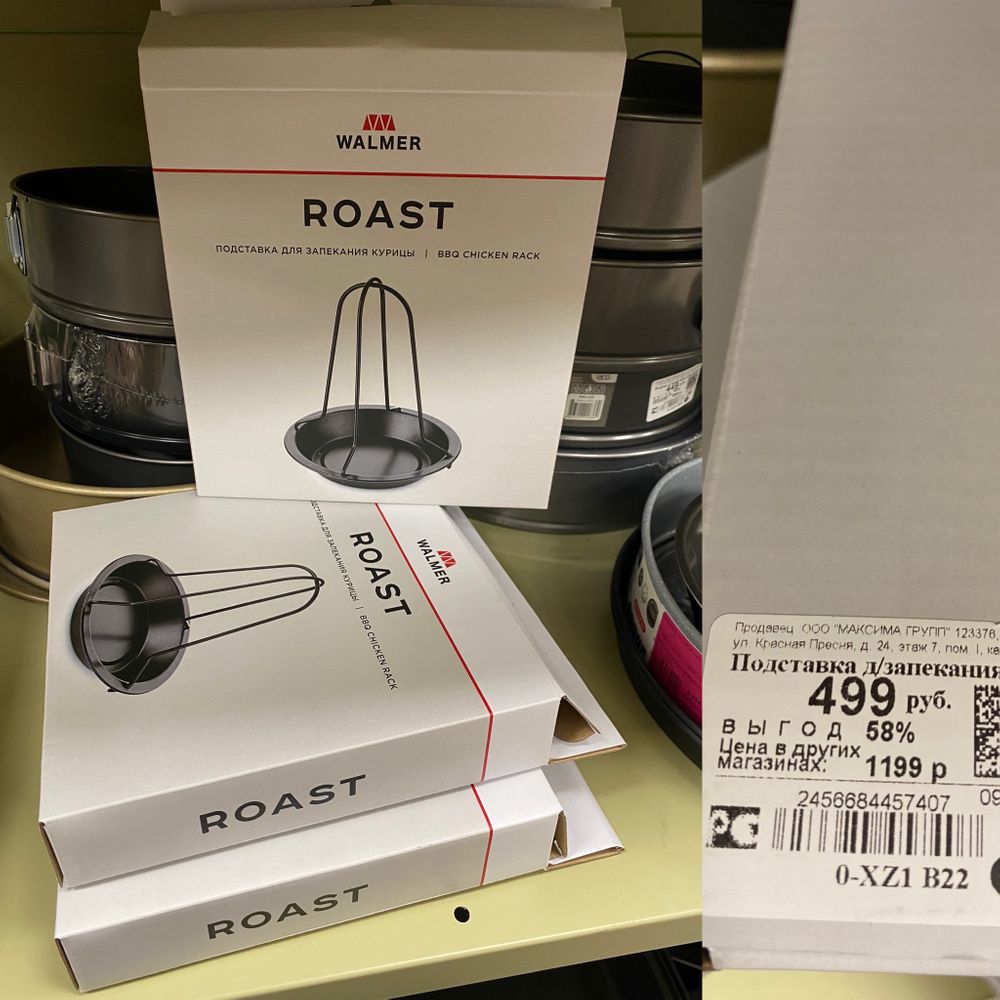 WALMER
ROAST
ПОДСТАВКА ДЛЯ ЗАПЕКАНИЯ КУРИЦЫ | BBQ CHICKEN RACK
WALMER
ROAST
ПОДСТАВКА ДЛЯ ЗАПЕКАНИЯ КУРИЦЫ | BBQ CHICKEN RACK
ROAST
ROAST
Продавец: ООО "МАКСИМА ГРУПП" 123376,
ул. Красная Пресня, д. 24, этаж 7, пом. I,
Подставка д/запекания
499 руб.
ВЫГОД 58%
Цена в других
магазинах: 1199 р
2456684457407 09
РG
0-XZ1 B22